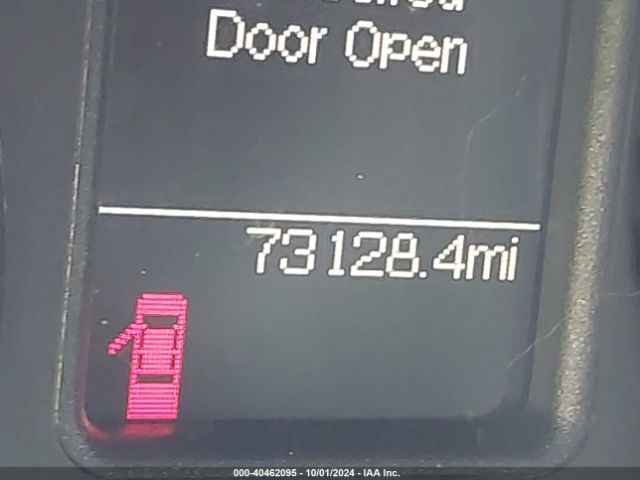 Door Open
73128.4mi
000-40462095 - 10/01/2024 - IAA Inc.